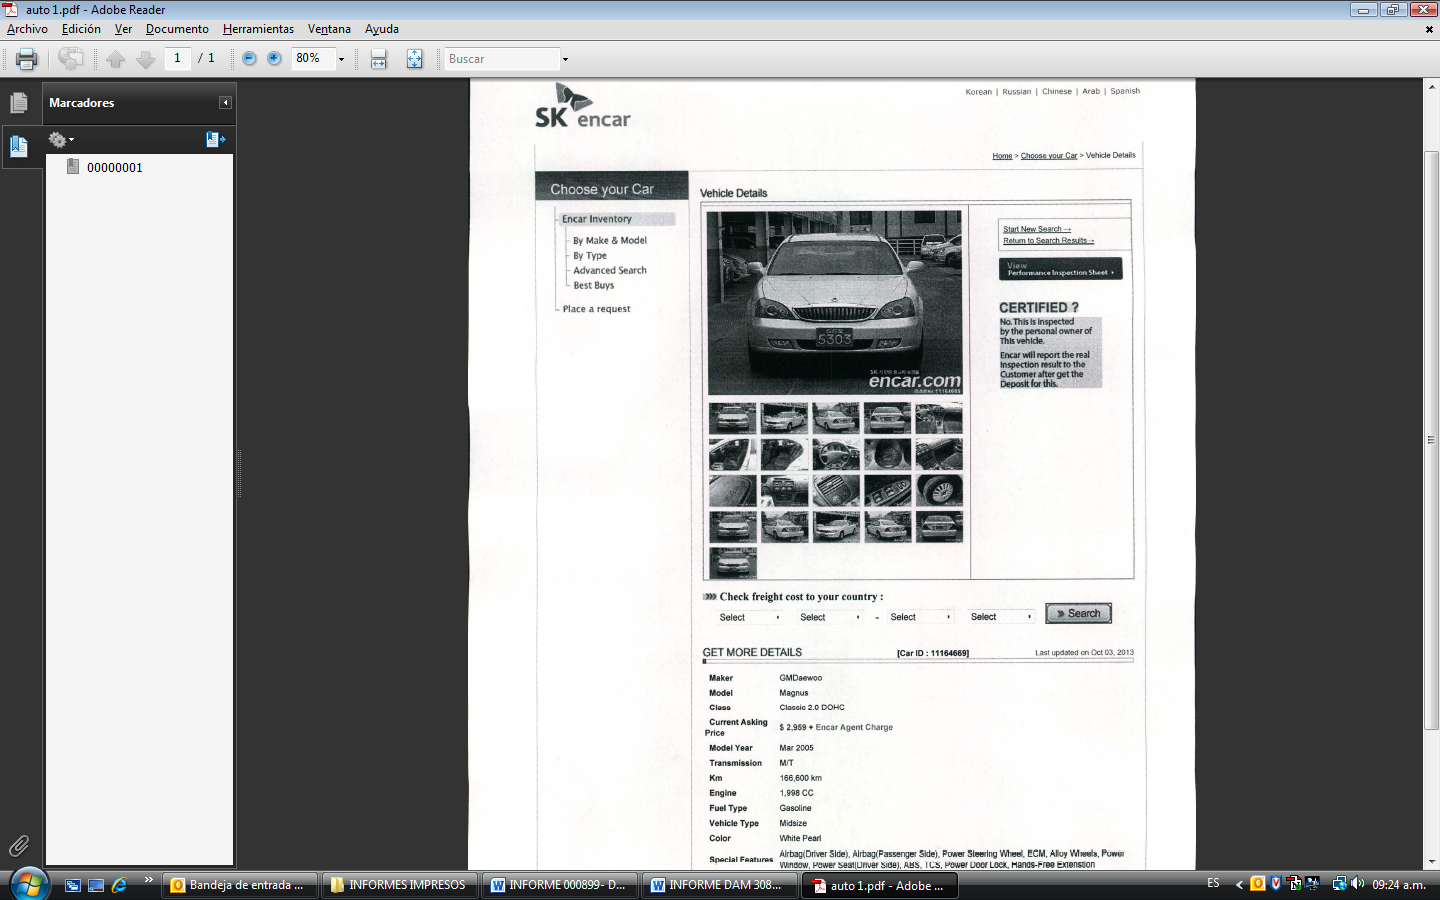 auto 1.pdf - Adobe Reader
Archivo Edición Ver Documento Herramientas Ventana Ayuda
1 / 1 80% Buscar
Marcadores
00000001
SK encar
Korean | Russian | Chinese | Arab | Spanish
Home > Choose your Car > Vehicle Details
Choose your Car
Encar Inventory
By Make & Model
By Type
Advanced Search
Best Buys
Place a request
Vehicle Details
5303
encar.com
Start New Search →
Return to Search Results →
View
Performance Inspection Sheet
CERTIFIED ?
No. This is inspected
by the personal owner of
This vehicle.
Encar will report the real
Inspection result to the
Customer after get the
Deposit for this.
Check freight cost to your country :
Select Select - Select Select Search
GET MORE DETAILS [Car ID : 11164669] Last updated on Oct 03, 2013
Maker GMDaewoo
Model Magnus
Class Classic 2.0 DOHC
Current Asking Price $ 2,959 + Encar Agent Charge
Model Year Mar 2005
Transmission M/T
Km 166,600 km
Engine 1,998 CC
Fuel Type Gasoline
Vehicle Type Midsize
Color White Pearl
Special Features Airbag(Driver Side), Airbag(Passenger Side), Power Steering Wheel, ECM, Alloy Wheels, Power
Window, Power Seat(Driver Side), ABS, TCS, Power Door Lock, Hands-Free Extenstion
Bandeja de entrada ... INFORMES IMPRESOS INFORME 000899- D... INFORME DAM 308... auto 1.pdf - Adobe ... ES 09:24 a.m.